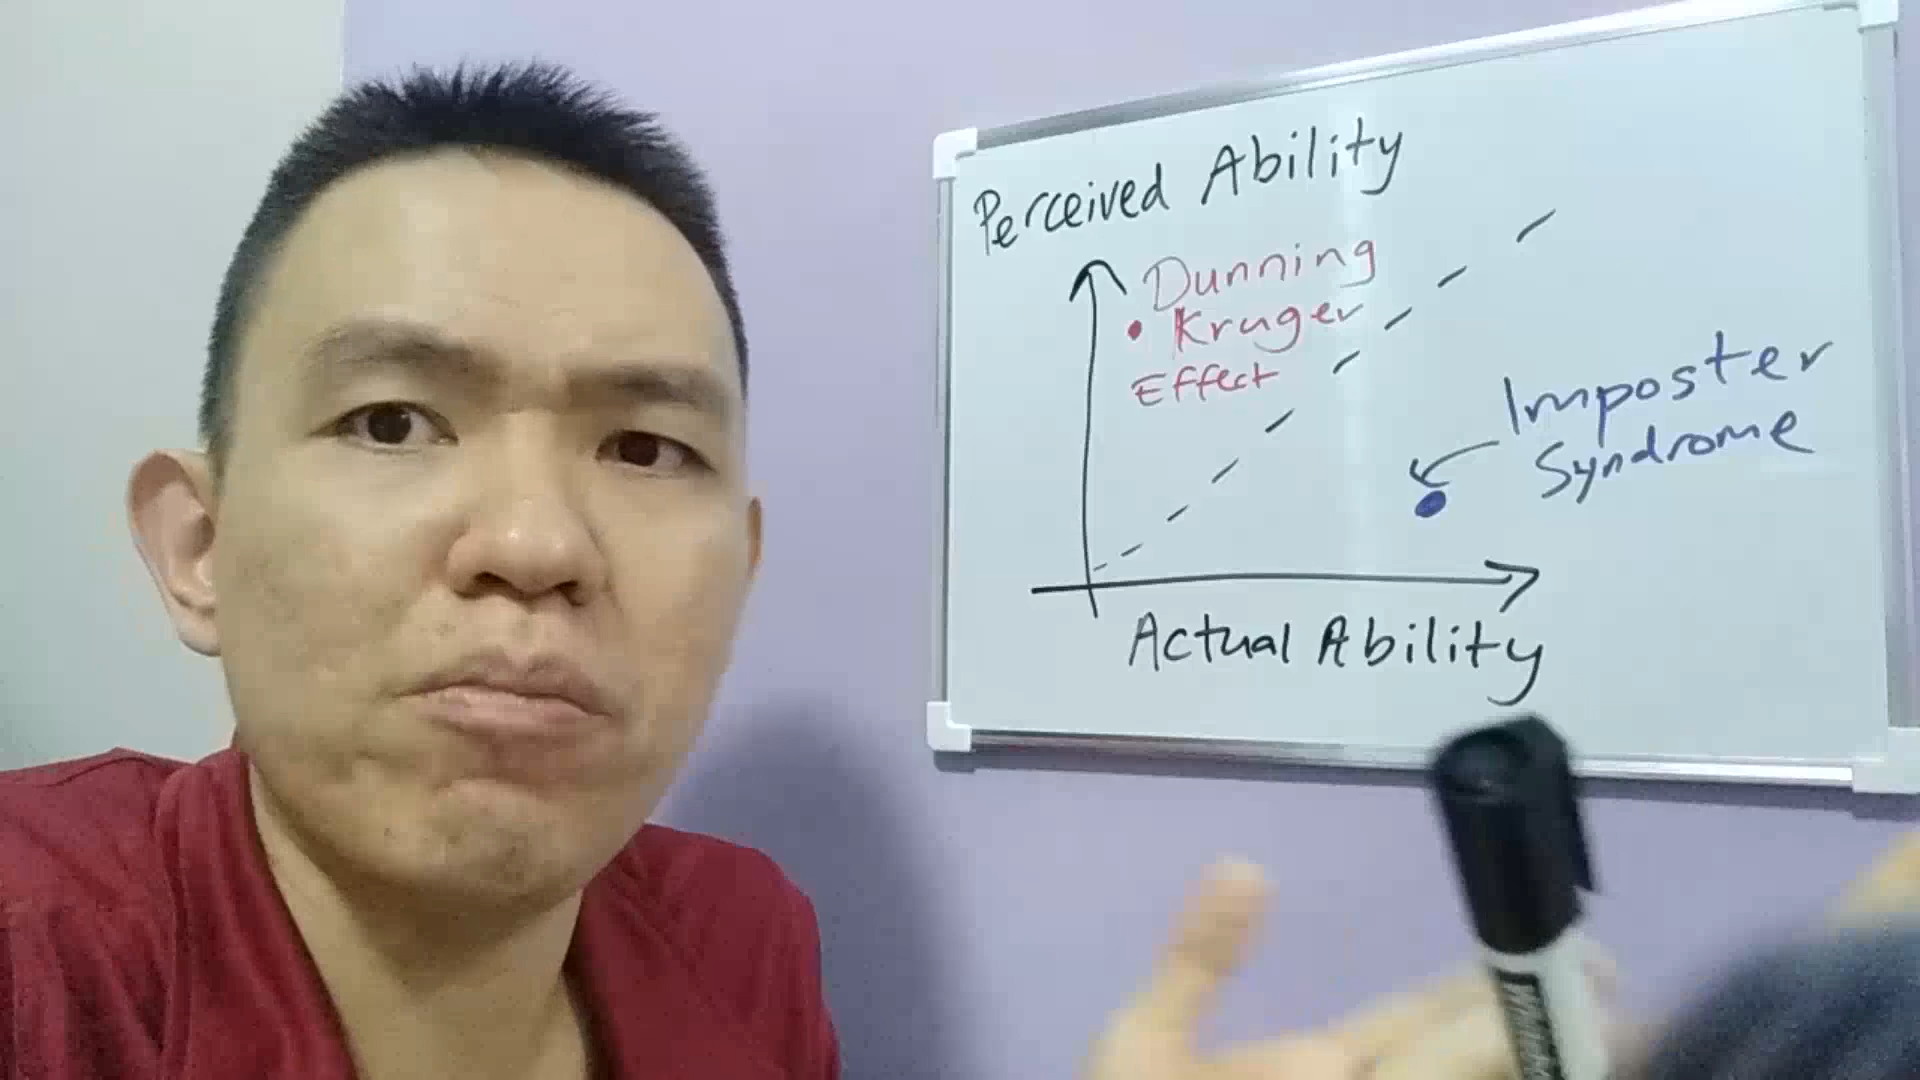 Perceived Ability
Dunning
Kruger
Effect
Imposter
Syndrome
Actual Ability